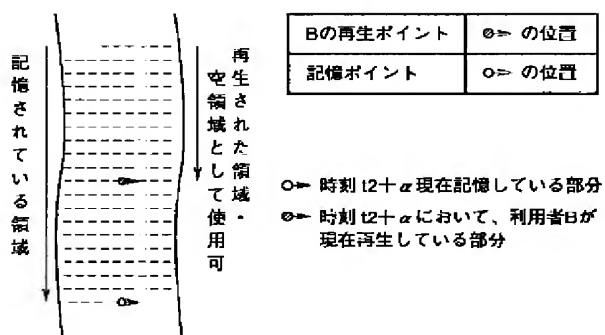 記憶されている領域
再生された領域・
空領域として使用可
Bの再生ポイント の位置
記憶ポイント の位置
時刻 t2+α現在記憶している部分
時刻 t2+αにおいて、利用者Bが
現在再生している部分